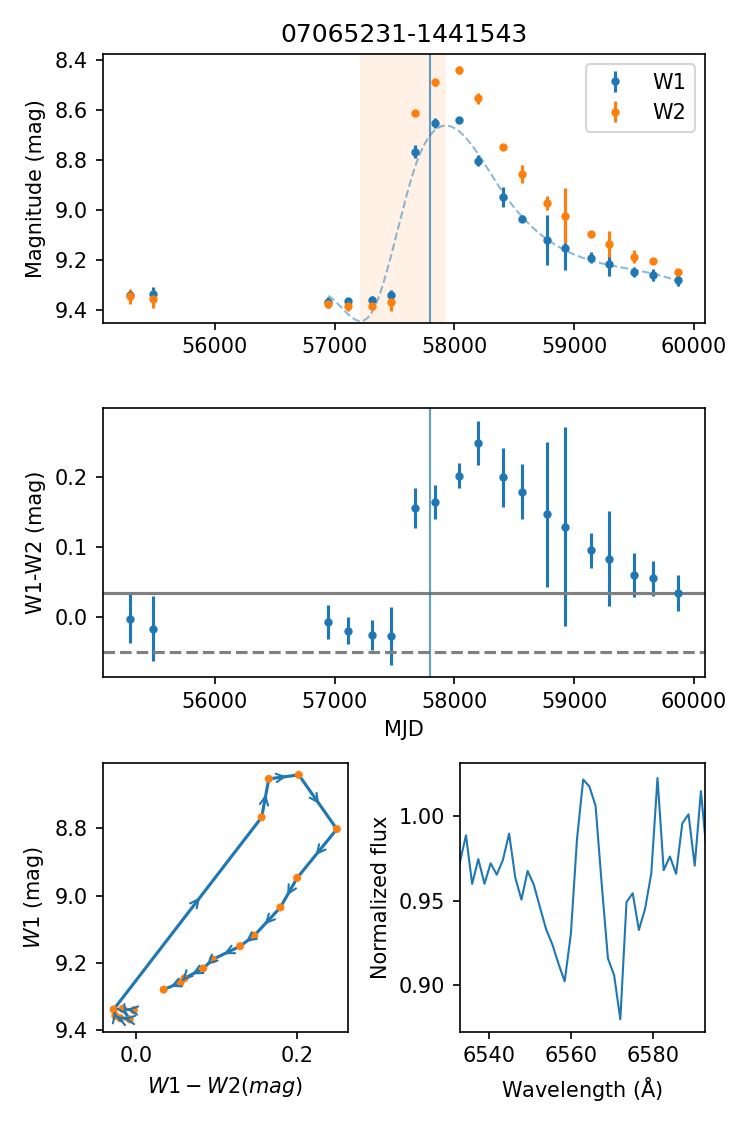 07065231-1441543
8.4
8.6
8.8
9.0
9.2
9.4
Magnitude (mag)
W1
W2
56000 57000 58000 59000 60000
0.2
0.1
0.0
W1-W2 (mag)
56000 57000 58000 59000 60000
MJD
8.8
9.0
9.2
9.4
W1 (mag)
0.0 0.2
W1 − W2(mag)
1.00
0.95
0.90
Normalized flux
6540 6560 6580
Wavelength (Å)